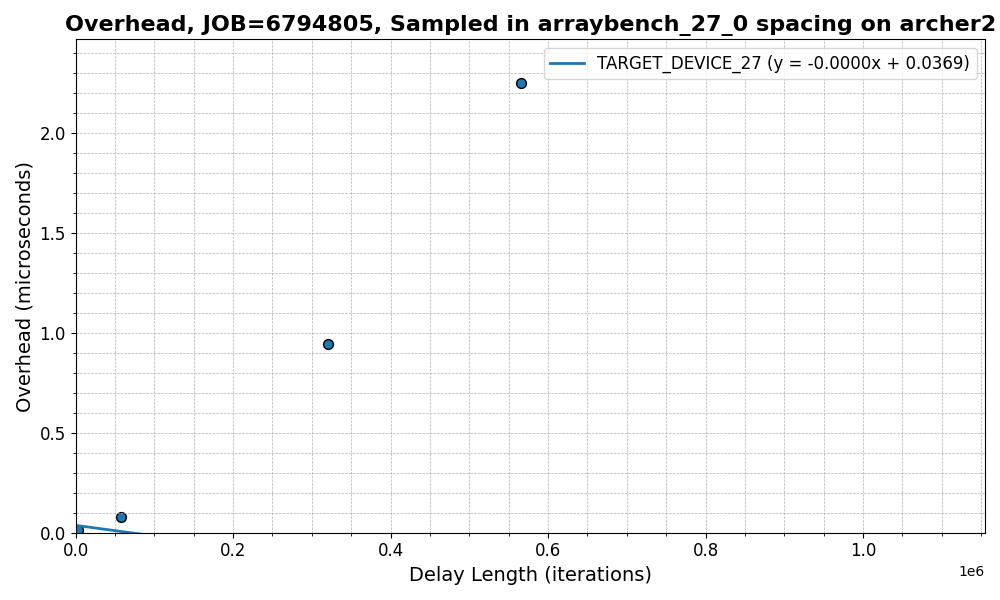 Overhead, JOB=6794805, Sampled in arraybench_27_0 spacing on archer2
TARGET_DEVICE_27 (y = -0.0000x + 0.0369)
Overhead (microseconds)
2.0
1.5
1.0
0.5
0.0
0.0 0.2 0.4 0.6 0.8 1.0
1e6
Delay Length (iterations)